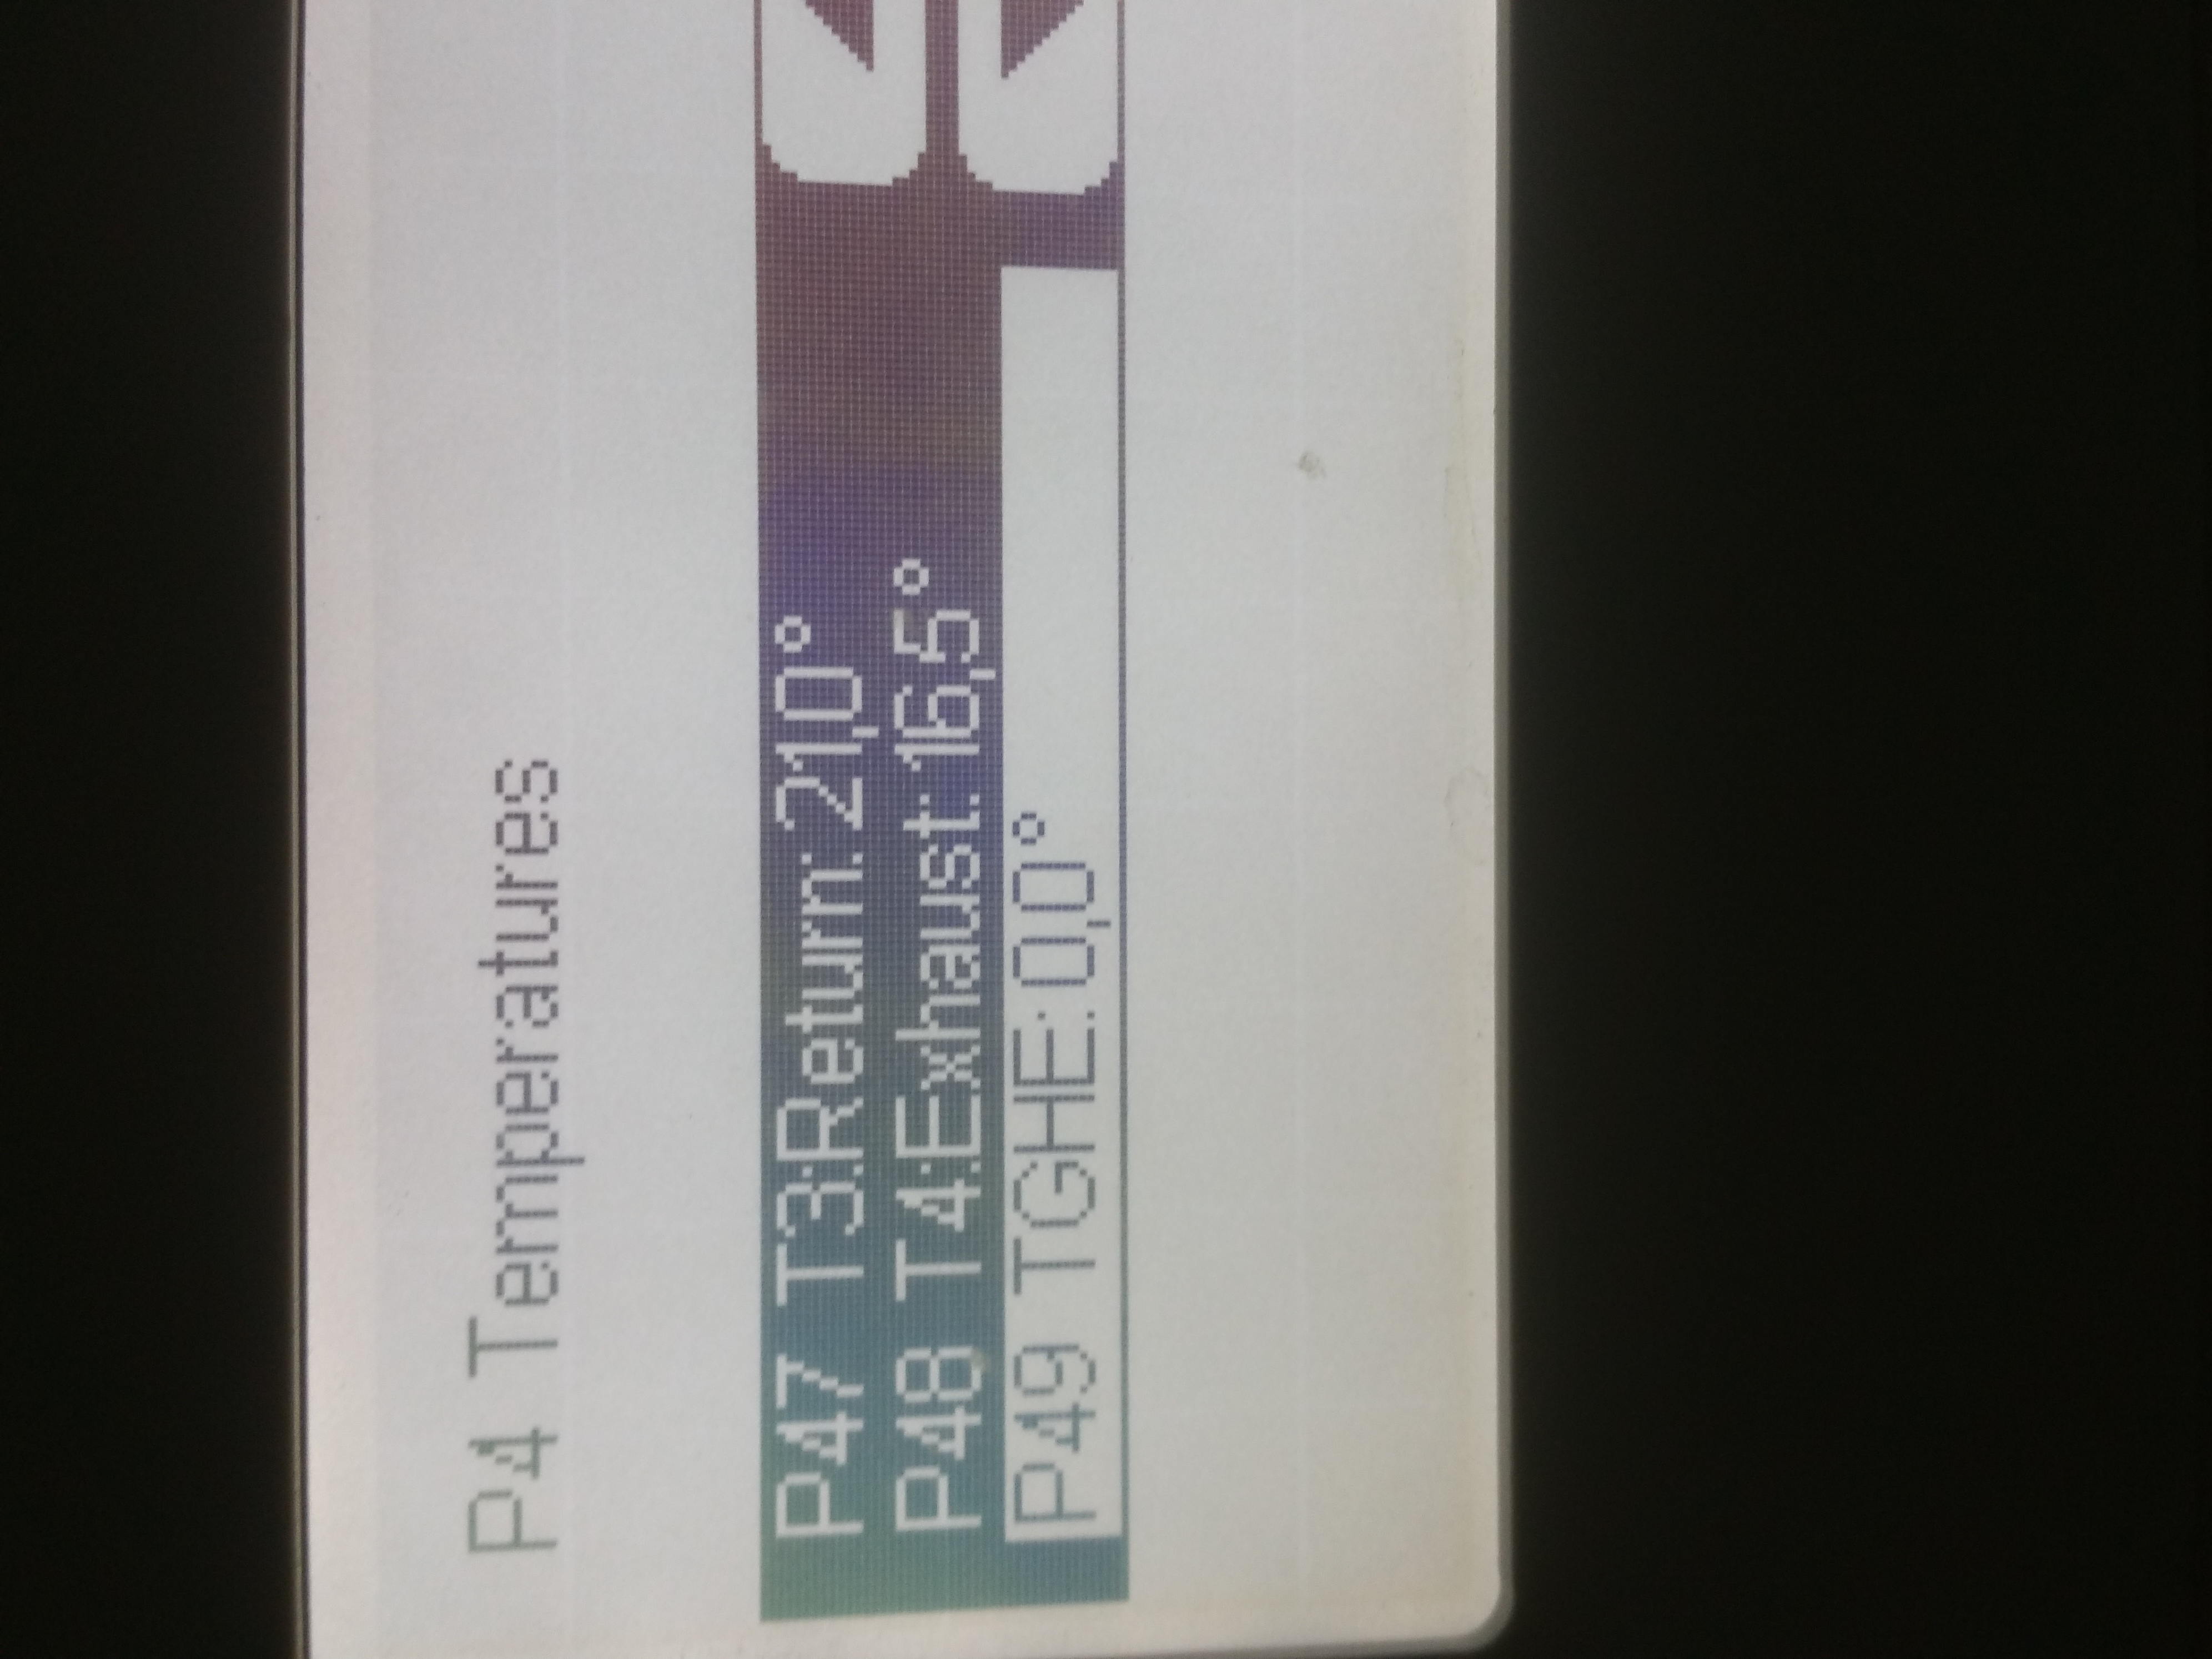 P4 Temperatures
P47 T3:Return: 21,0°
P48 T4:Exhaust: 16,5°
P49 TGHE: 0,0°